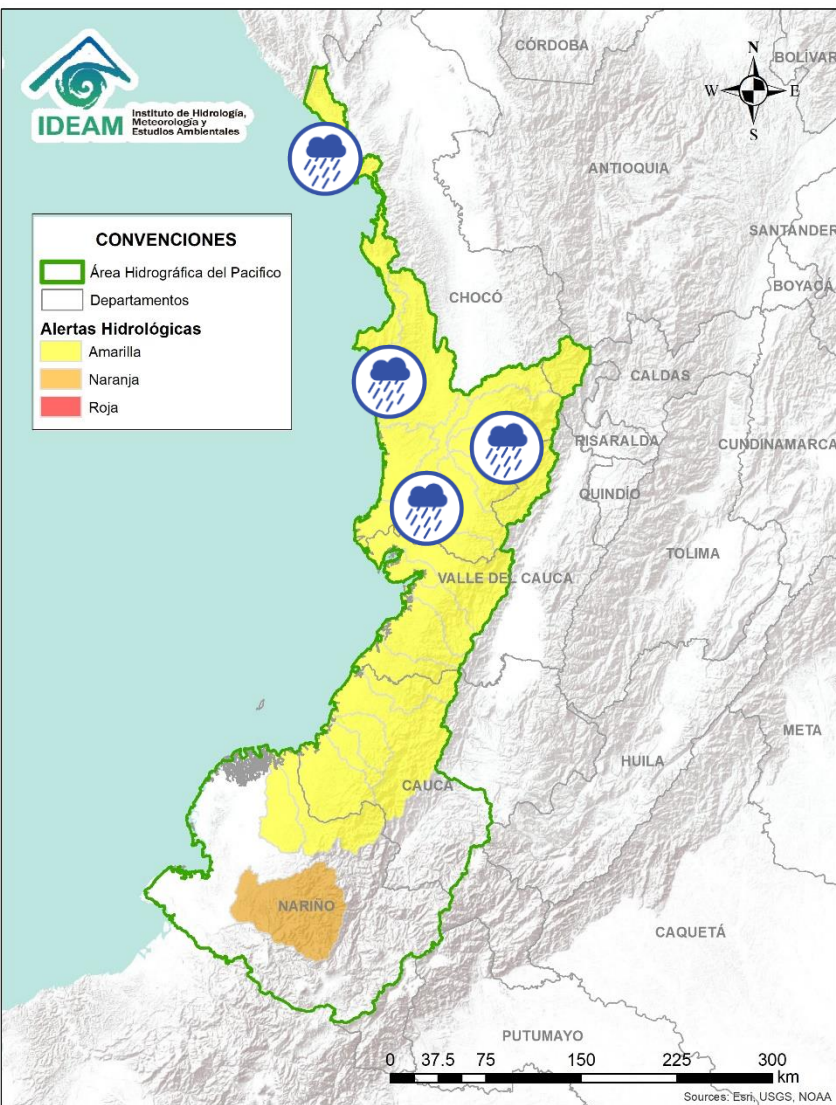 IDEAM
Instituto de Hidrología,
Meteorología y
Estudios Ambientales
CÓRDOBA
BOLÍVAR
N
W
E
S
ANTIOQUIA
SANTANDER
CONVENCIONES
Área Hidrográfica del Pacifico
Departamentos
Alertas Hidrológicas
Amarilla
Naranja
Roja
BOYACÁ
CHOCÓ
CALDAS
RISARALDA
CUNDINAMARCA
QUINDÍO
TOLIMA
VALLE DEL CAUCA
META
HUILA
CAUCA
NARIÑO
CAQUETÁ
PUTUMAYO
0 37.5 75 150 225 300
km
Sources: Esri, USGS, NOAA